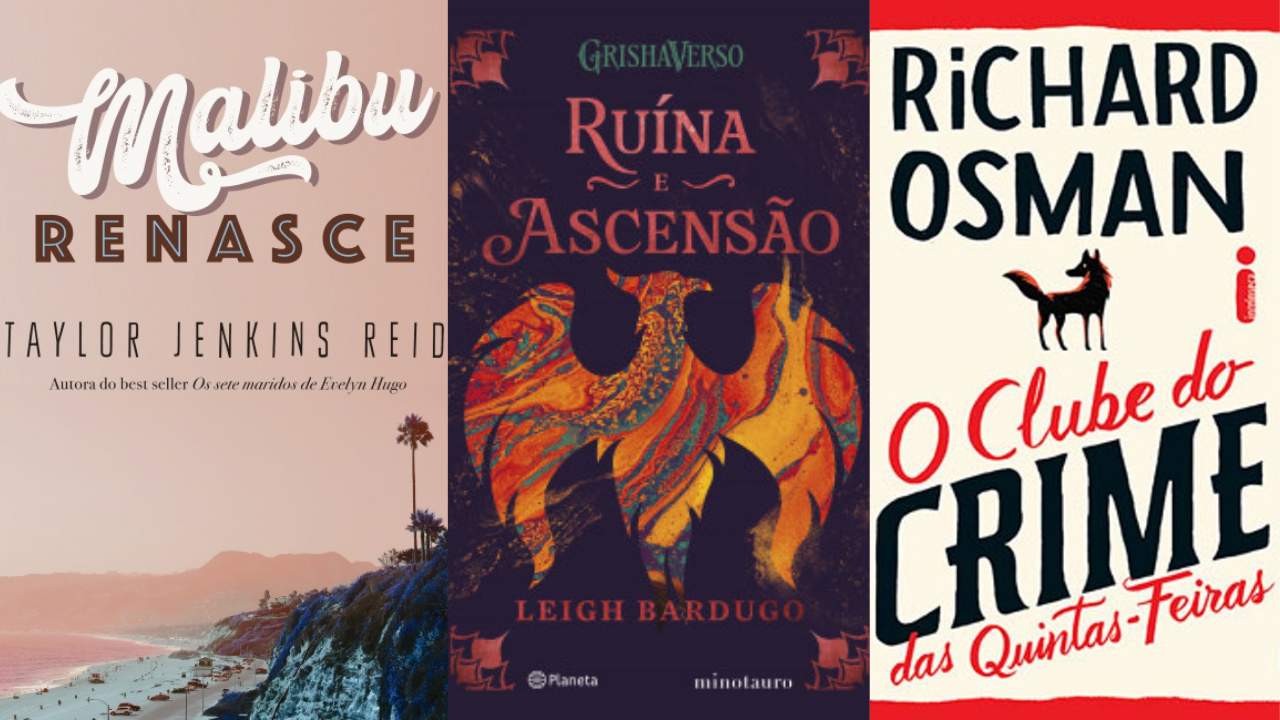 Malibu
RENASCE
TAYLOR JENKINS REID
Autora do best seller Os sete maridos de Evelyn Hugo
GRISHAVERSO
RUÍNA
E
ASCENSÃO
LEIGH BARDUGO
Planeta
minotauro
RiCHARD
OSMAN
intrínseca
O Clube do
CRIME
das Quintas-Feiras